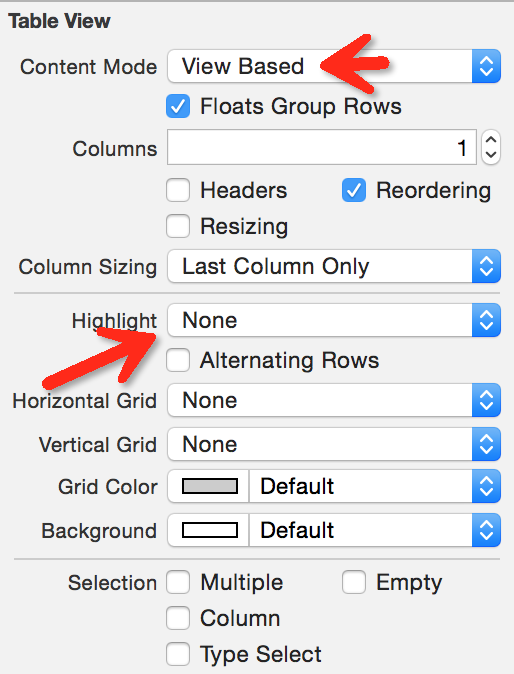 Table View
Content Mode View Based
Floats Group Rows
Columns 1
Headers Reordering
Resizing
Column Sizing Last Column Only
Highlight None
Alternating Rows
Horizontal Grid None
Vertical Grid None
Grid Color Default
Background Default
Selection Multiple Empty
Column
Type Select